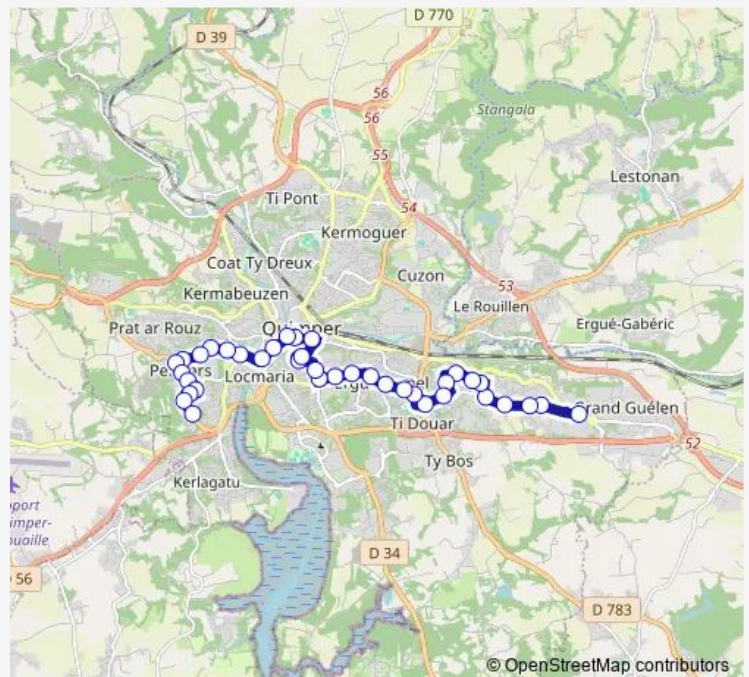 D 770
D 39
56
56
Stangala
55
Lestonan
Ti Pont
54
Kermoguer
Coat Ty Dreux
Cuzon
53
Kermabeuzen
Le Rouillen
Prat ar Rouz
Quimper
Ergué-Gabéric
Locmaria
Grand Guélen
Ti Douar
52
Ty Bos
Kerlagatu
D 34
56
D 783
© OpenStreetMap contributors